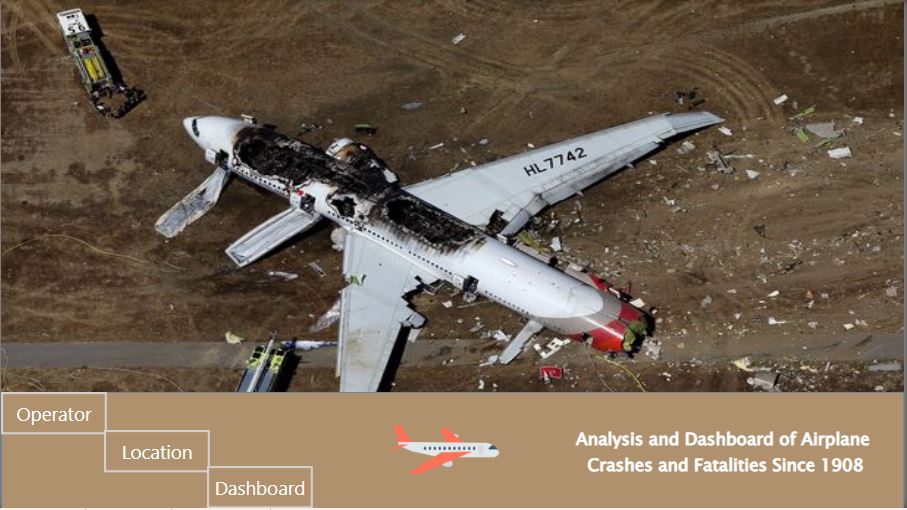 HL7742
Operator
Location
Dashboard
Analysis and Dashboard of Airplane
Crashes and Fatalities Since 1908